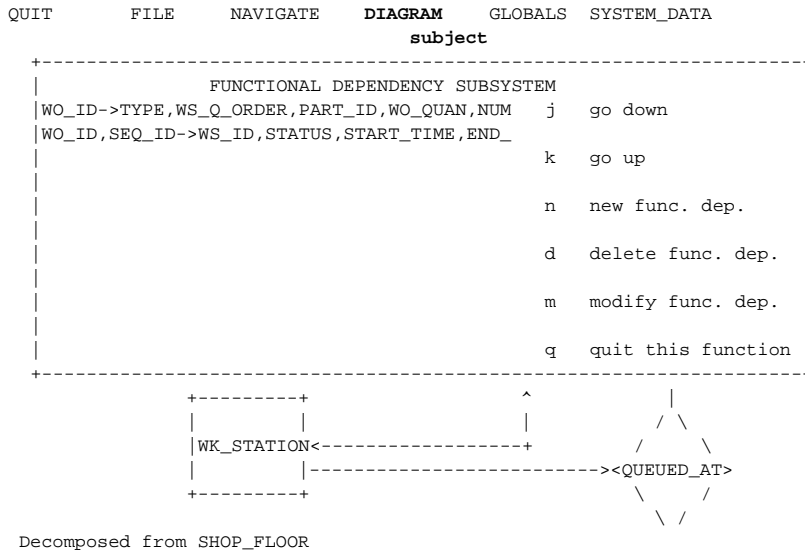 QUIT FILE NAVIGATE DIAGRAM GLOBALS SYSTEM_DATA
subject
FUNCTIONAL DEPENDENCY SUBSYSTEM
WO_ID->TYPE,WS_Q_ORDER,PART_ID,WO_QUAN,NUM j go down
WO_ID,SEQ_ID->WS_ID,STATUS,START_TIME,END_
k go up
n new func. dep.
d delete func. dep.
m modify func. dep.
q quit this function
WK_STATION
QUEUED_AT
Decomposed from SHOP_FLOOR